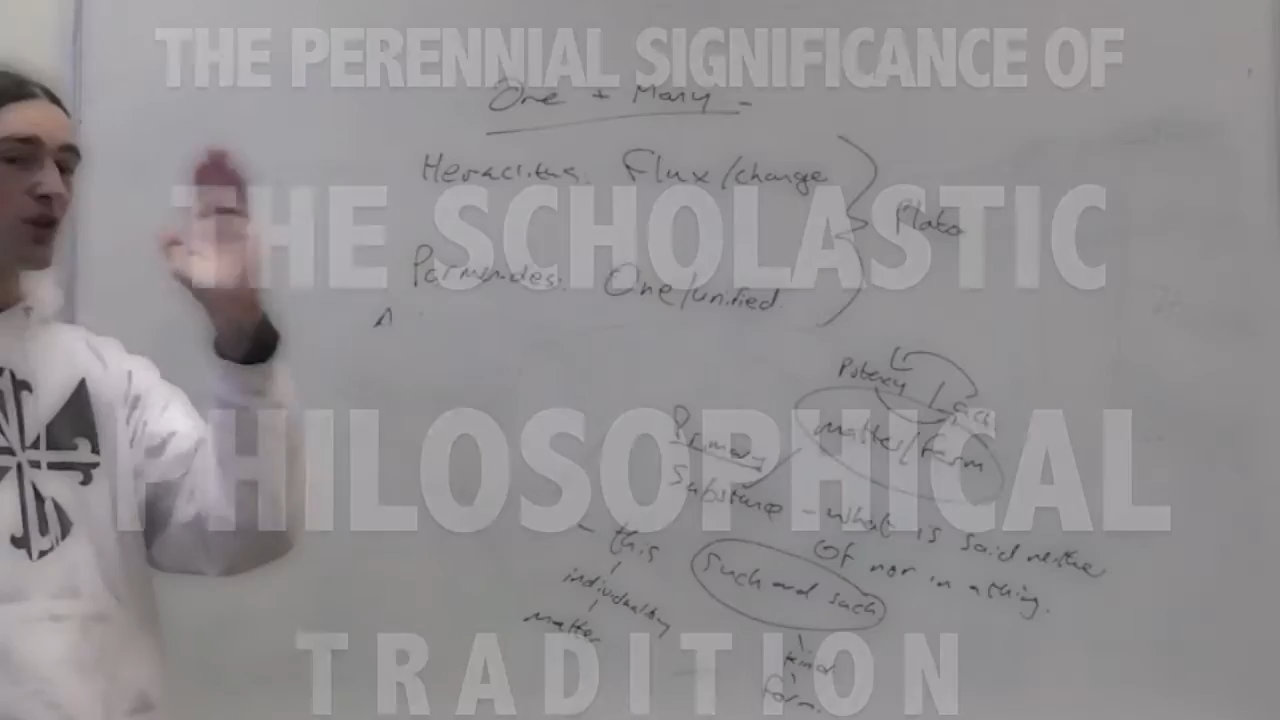 THE PERENNIAL SIGNIFICANCE OF
THE SCHOLASTIC
PHILOSOPHICAL
TRADITION
One + Many -
Heraclitus. Flux/change
Plato
Parmenides: One/unified
A
Potency / act
matter/form
Primary
Substance - what is said neither
of nor in a thing.
- this
such and such
individuality
matter
kind
form.